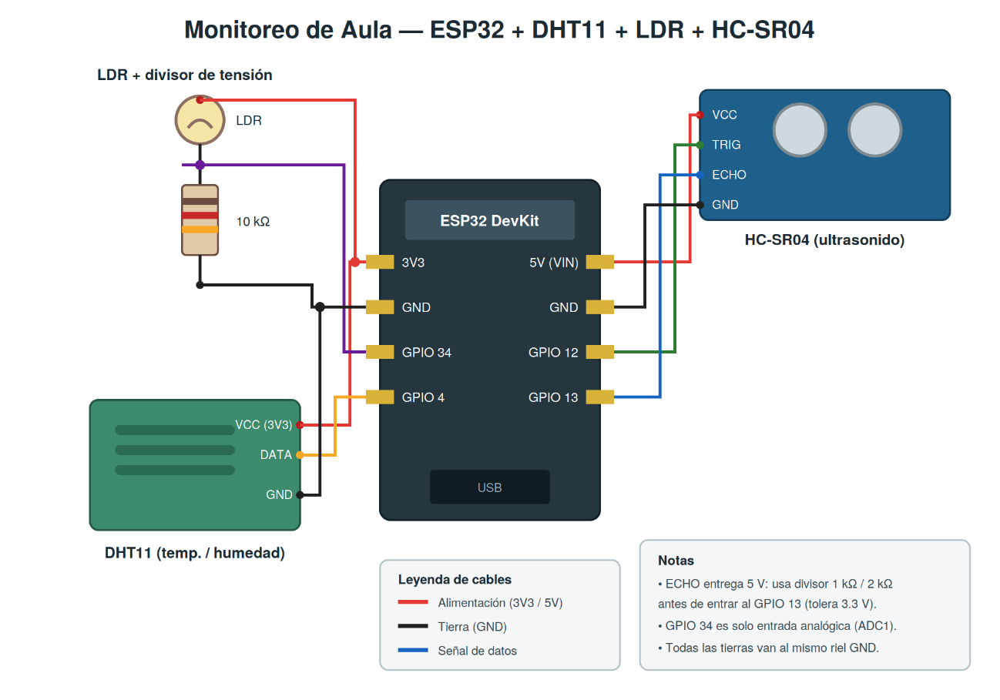 Monitoreo de Aula — ESP32 + DHT11 + LDR + HC-SR04
LDR + divisor de tensión
LDR
10 kΩ
VCC
TRIG
ECHO
GND
HC-SR04 (ultrasonido)
ESP32 DevKit
3V3
5V (VIN)
GND
GND
GPIO 34
GPIO 12
GPIO 4
GPIO 13
USB
VCC (3V3)
DATA
GND
DHT11 (temp. / humedad)
Leyenda de cables
Alimentación (3V3 / 5V)
Tierra (GND)
Señal de datos
Notas
• ECHO entrega 5 V: usa divisor 1 kΩ / 2 kΩ
antes de entrar al GPIO 13 (tolera 3.3 V).
• GPIO 34 es solo entrada analógica (ADC1).
• Todas las tierras van al mismo riel GND.